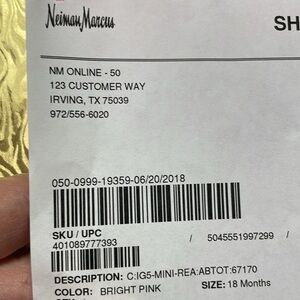 Neiman Marcus
SH
NM ONLINE - 50
123 CUSTOMER WAY
IRVING, TX 75039
972/556-6020
050-0999-19359-06/20/2018
SKU / UPC
401089777393 / 5045551997299 /
DESCRIPTION: C:IG5-MINI-REA:ABTOT:67170
COLOR: BRIGHT PINK SIZE: 18 Months